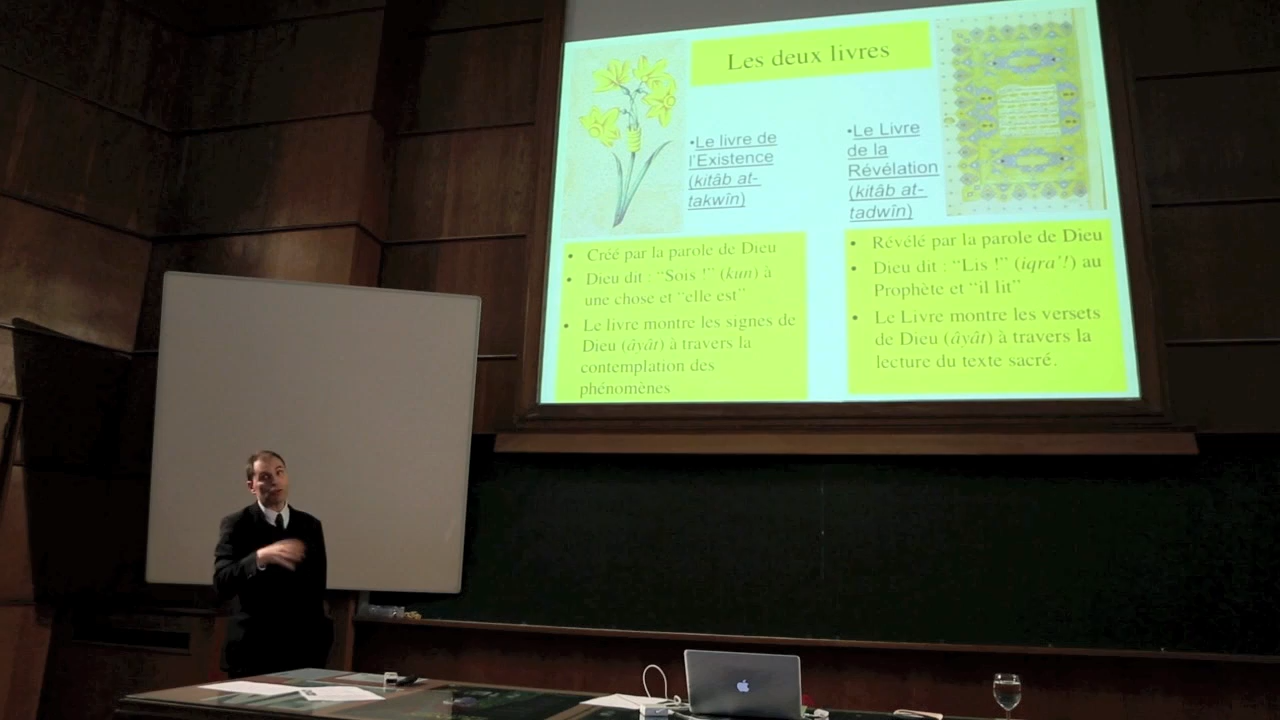 Les deux livres
•Le livre de
l'Existence
(kitâb at-
takwîn)
•Le Livre
de la
Révélation
(kitâb at-
tadwîn)
• Créé par la parole de Dieu
• Dieu dit : “Sois !” (kun) à
une chose et “elle est”
• Le livre montre les signes de
Dieu (âyât) à travers la
contemplation des
phénomènes
• Révélé par la parole de Dieu
• Dieu dit : “Lis !” (iqra'!) au
Prophète et “il lit”
• Le Livre montre les versets
de Dieu (âyât) à travers la
lecture du texte sacré.